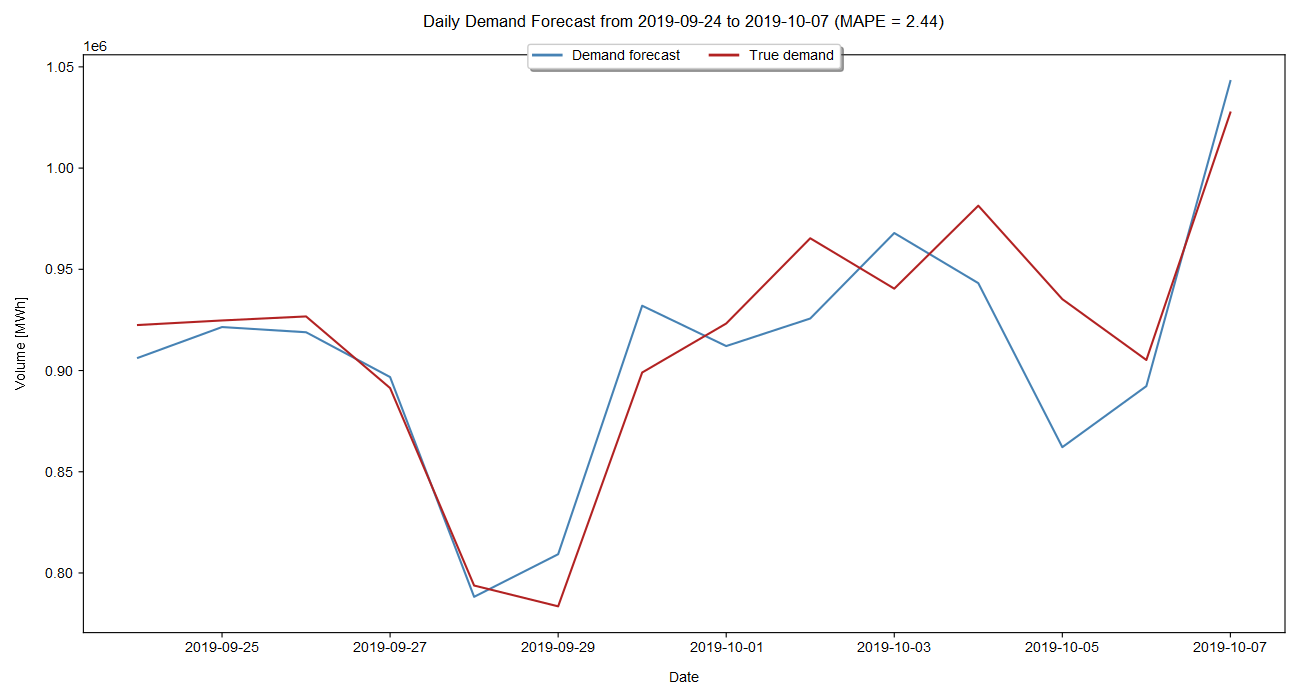 Daily Demand Forecast from 2019-09-24 to 2019-10-07 (MAPE = 2.44)
1e6
Demand forecast True demand
1.05
1.00
0.95
0.90
0.85
0.80
Volume [MWh]
2019-09-25 2019-09-27 2019-09-29 2019-10-01 2019-10-03 2019-10-05 2019-10-07
Date